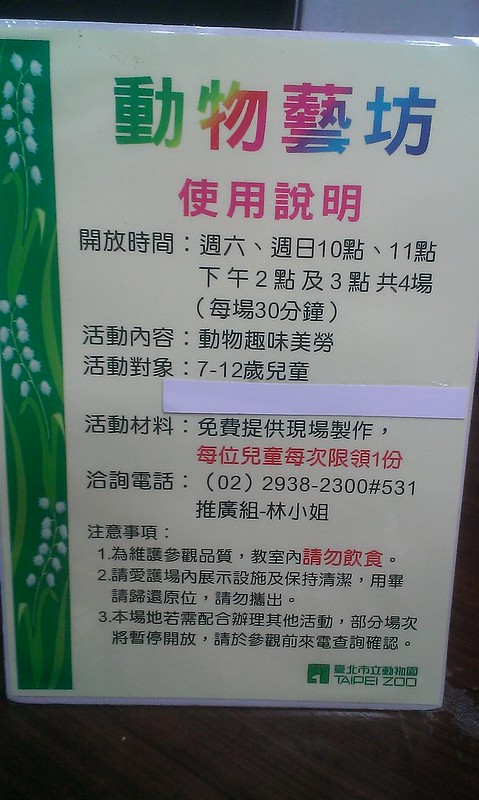 動物藝坊
使用說明
開放時間：週六、週日10點、11點
下午2點及3點共4場
（每場30分鐘）
活動內容：動物趣味美勞
活動對象：7-12歲兒童
活動材料：免費提供現場製作，
每位兒童每次限領1份
洽詢電話：（02）2938-2300#531
推廣組-林小姐
注意事項：
1.為維護參觀品質，教室內請勿飲食。
2.請愛護場內展示設施及保持清潔，用畢
請歸還原位，請勿攜出。
3.本場地若需配合辦理其他活動，部分場次
將暫停開放，請於參觀前來電查詢確認。
臺北市立動物園
TAIPEI ZOO